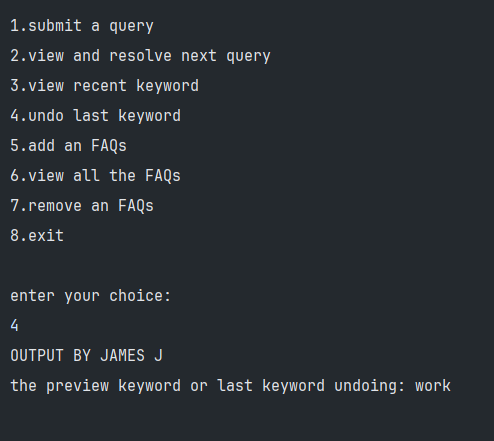 1.submit a query
2.view and resolve next query
3.view recent keyword
4.undo last keyword
5.add an FAQs
6.view all the FAQs
7.remove an FAQs
8.exit
enter your choice:
4
OUTPUT BY JAMES J
the preview keyword or last keyword undoing: work